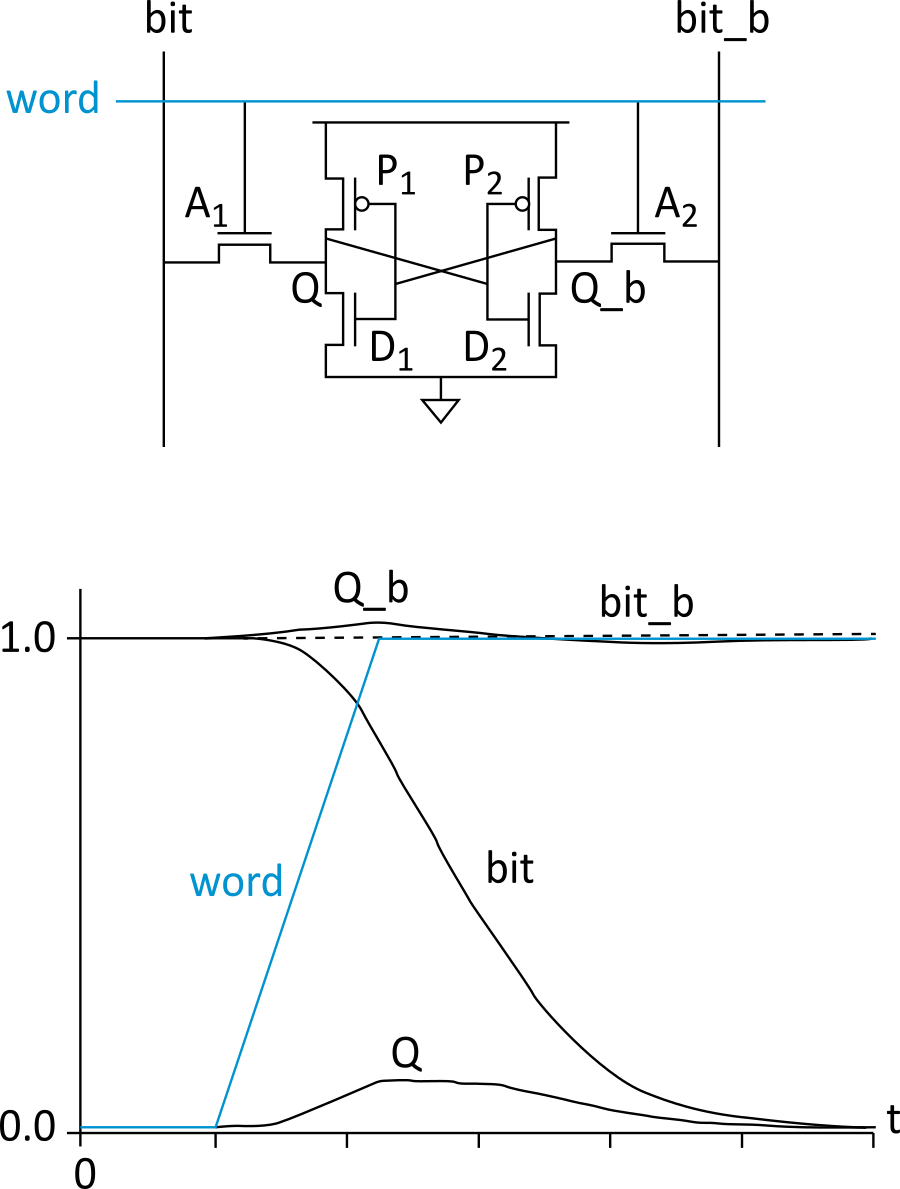 bit bit_b
word
P1 P2
A1 A2
Q Q_b
D1 D2
Q_b bit_b
1.0
word bit
Q
0.0 t
0